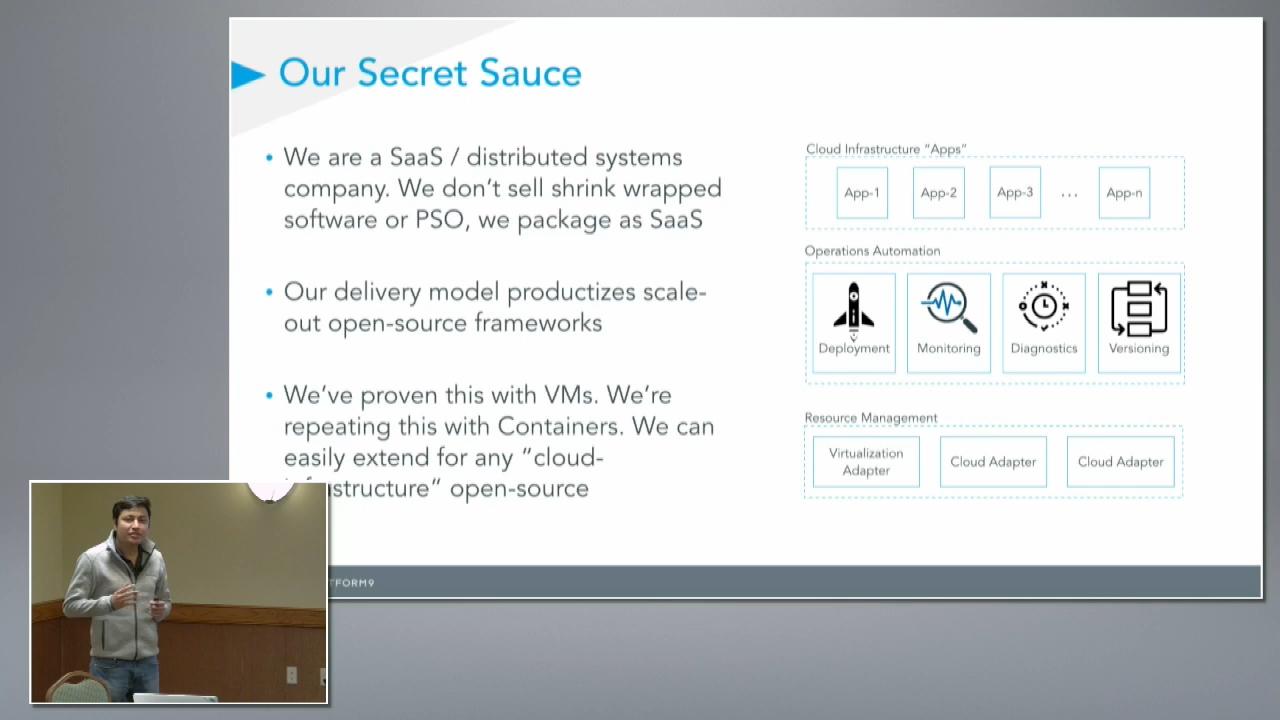 Our Secret Sauce
• We are a SaaS / distributed systems
company. We don't sell shrink wrapped
software or PSO, we package as SaaS
• Our delivery model productizes scale-
out open-source frameworks
• We've proven this with VMs. We're
repeating this with Containers. We can
easily extend for any "cloud-
frastructure" open-source
Cloud Infrastructure "Apps"
App-1 App-2 App-3 ... App-n
Operations Automation
Deployment Monitoring Diagnostics Versioning
Resource Management
Virtualization
Adapter
Cloud Adapter Cloud Adapter
TFORM9